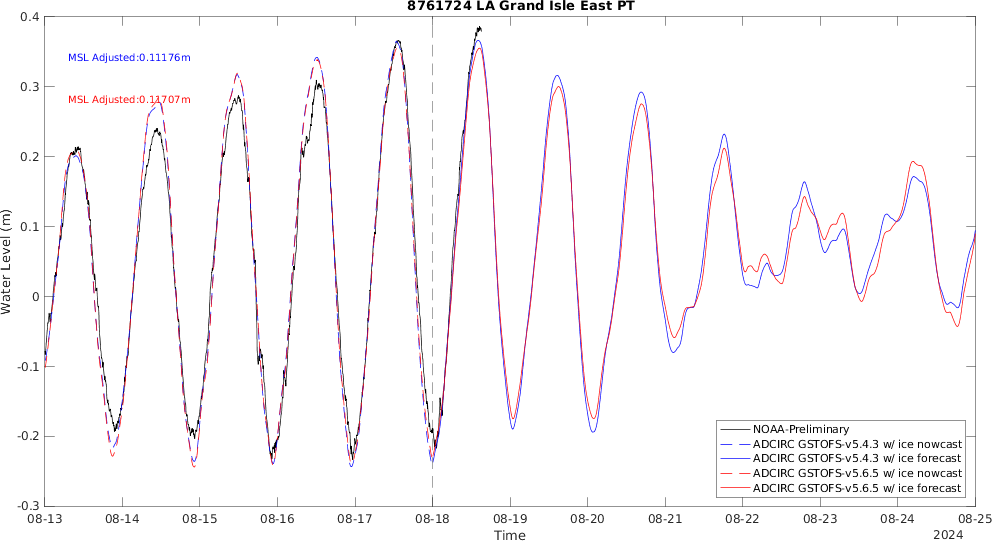 8761724 LA Grand Isle East PT
0.4
MSL Adjusted:0.11176m
0.3
MSL Adjusted:0.11707m
0.2
0.1
Water Level (m)
0
-0.1
-0.2
-0.3
NOAA-Preliminary
ADCIRC GSTOFS-v5.4.3 w/ ice nowcast
ADCIRC GSTOFS-v5.4.3 w/ ice forecast
ADCIRC GSTOFS-v5.6.5 w/ ice nowcast
ADCIRC GSTOFS-v5.6.5 w/ ice forecast
08-13 08-14 08-15 08-16 08-17 08-18 08-19 08-20 08-21 08-22 08-23 08-24 08-25
Time
2024